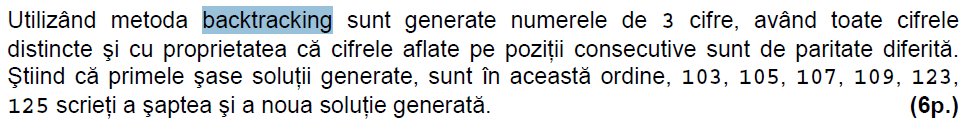 Utilizând metoda backtracking sunt generate numerele de 3 cifre, având toate cifrele
distincte şi cu proprietatea că cifrele aflate pe poziţii consecutive sunt de paritate diferită.
Ştiind că primele şase soluţii generate, sunt în această ordine, 103, 105, 107, 109, 123,
125 scrieţi a şaptea şi a noua soluţie generată. (6p.)